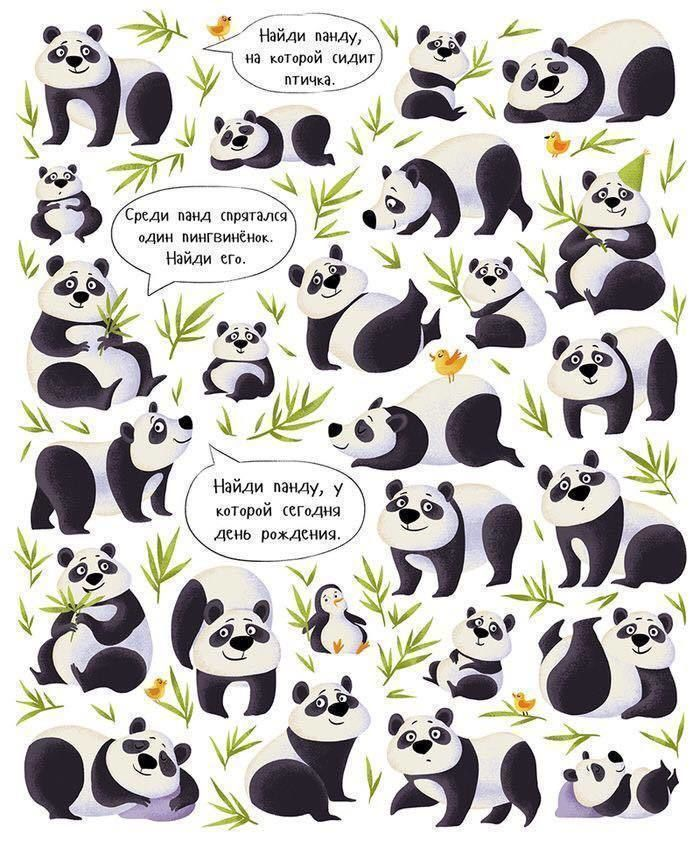 Найди панду,
на которой сидит
птичка.
Среди панд спрятался
один пингвинёнок.
Найди его.
Найди панду, у
которой сегодня
день рождения.